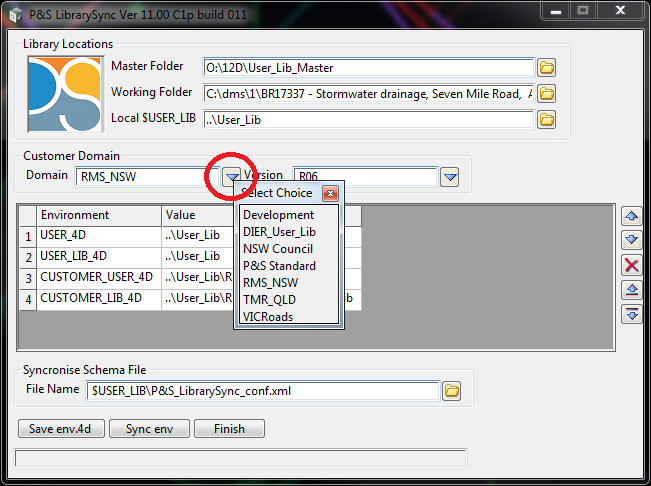 P&S LibrarySync Ver 11.00 C1p build 011
Library Locations
Master Folder O:\12D\User_Lib_Master
Working Folder C:\dms\1\BR17337 - Stormwater drainage, Seven Mile Road, A
Local $USER_LIB ..\User_Lib
Customer Domain
Domain RMS_NSW Version R06
Select Choice
Development
DIER_User_Lib
NSW Council
P&S Standard
RMS_NSW
TMR_QLD
VICRoads
Environment Value
1 USER_4D ..\User_Lib
2 USER_LIB_4D ..\User_Lib
3 CUSTOMER_USER_4D ..\User_Lib\R
4 CUSTOMER_LIB_4D ..\User_Lib\R ib
Syncronise Schema File
File Name $USER_LIB\P&S_LibrarySync_conf.xml
Save env.4d Sync env Finish